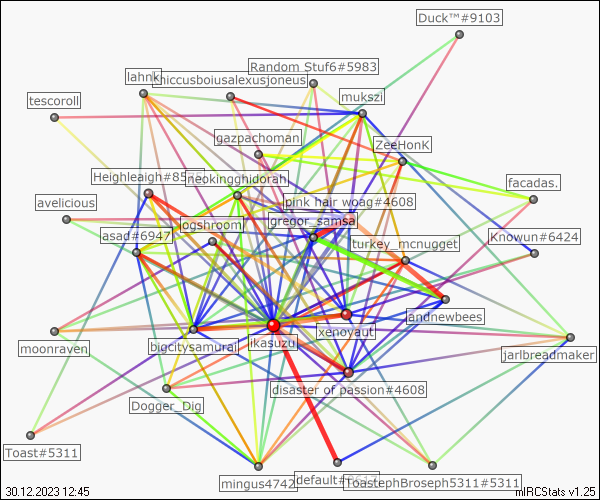 Duck™#9103
Random Stuf6#5983
lahnk
chiccusboiusalexusjoneus
mukszi
tescoroll
gazpachoman
ZeeHonK
Heighleaigh#85
neokingghidorah
facadas.
pink hair woag#4608
avelicious
ogshroom
gregor_samsa
asad#6947
turkey_mcnugget
Knowun#6424
andnewbees
xenoyaut
moonraven
bigcitysamurai
ikasuzu
jarlbreadmaker
disaster of passion#4608
Dogger_Dig
Toast#5311
mingus4742
default#
ToastephBroseph5311#5311
30.12.2023 12:45
mIRCStats v1.25